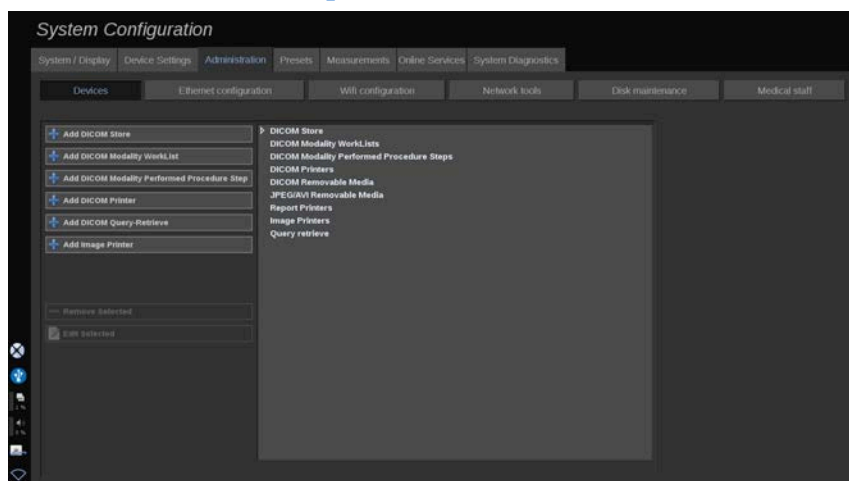 System Configuration
System / Display Device Settings Administration Presets Measurements Online Services System Diagnostics
Devices Ethernet configuration Wifi configuration Network tools Disk maintenance Medical staff
Add DICOM Store
Add DICOM Modality WorkList
Add DICOM Modality Performed Procedure Step
Add DICOM Printer
Add DICOM Query-Retrieve
Add Image Printer
Remove Selected
Edit Selected
DICOM Store
DICOM Modality WorkLists
DICOM Modality Performed Procedure Steps
DICOM Printers
DICOM Removable Media
JPEG/AVI Removable Media
Report Printers
Image Printers
Query retrieve